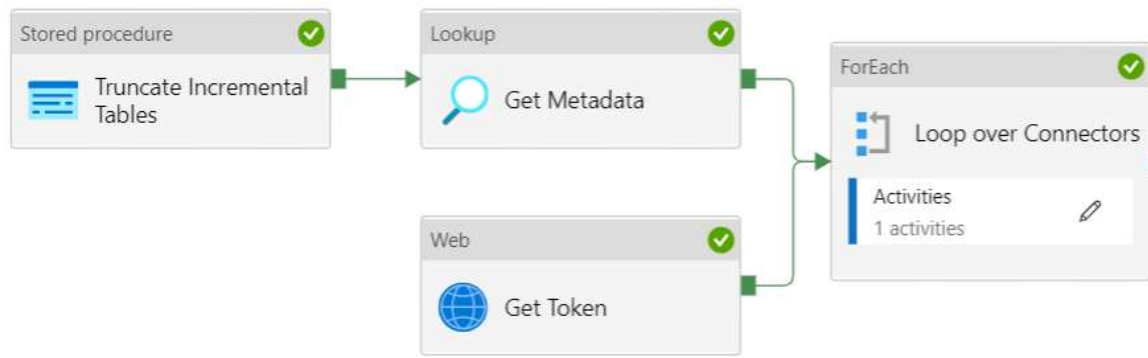 Stored procedure
Truncate Incremental
Tables
Lookup
Get Metadata
Web
Get Token
ForEach
Loop over Connectors
Activities
1 activities